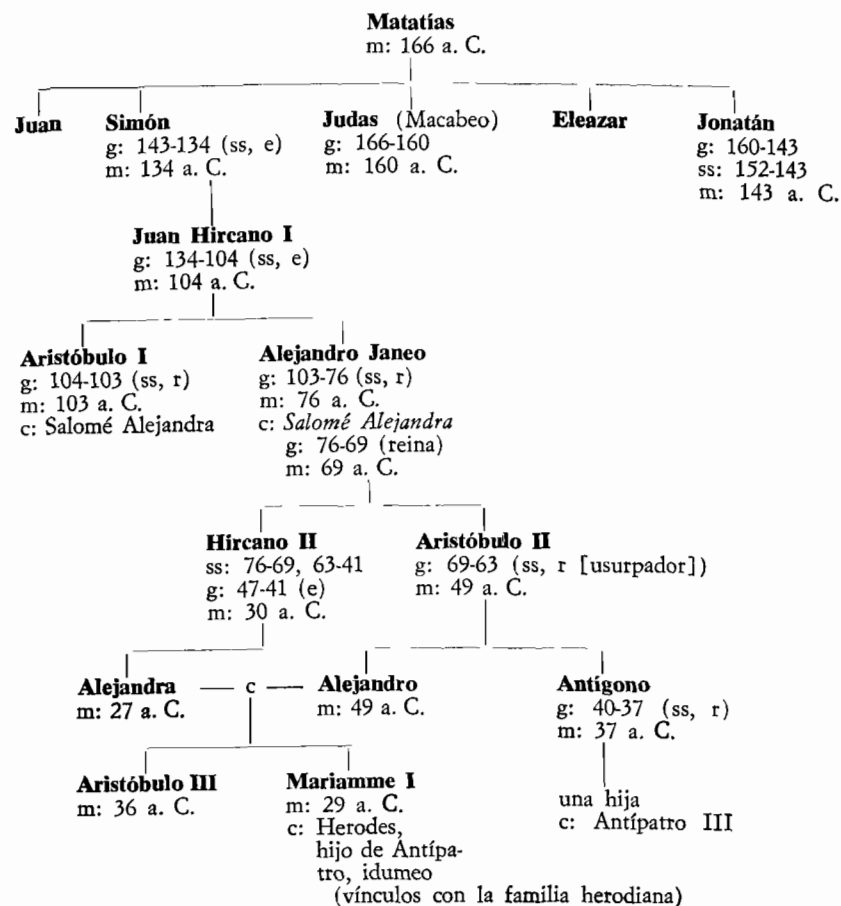 Matatías
m: 166 a. C.
Juan
Simón
g: 143-134 (ss, e)
m: 134 a. C.
Judas (Macabeo)
g: 166-160
m: 160 a. C.
Eleazar
Jonatán
g: 160-143
ss: 152-143
m: 143 a. C.
Juan Hircano I
g: 134-104 (ss, e)
m: 104 a. C.
Aristóbulo I
g: 104-103 (ss, r)
m: 103 a. C.
c: Salomé Alejandra
Alejandro Janeo
g: 103-76 (ss, r)
m: 76 a. C.
c: Salomé Alejandra
g: 76-69 (reina)
m: 69 a. C.
Hircano II
ss: 76-69, 63-41
g: 47-41 (e)
m: 30 a. C.
Aristóbulo II
g: 69-63 (ss, r [usurpador])
m: 49 a. C.
Alejandra — c — Alejandro
m: 27 a. C.
m: 49 a. C.
Antígono
g: 40-37 (ss, r)
m: 37 a. C.
Aristóbulo III
m: 36 a. C.
Mariamme I
m: 29 a. C.
c: Herodes,
hijo de Antípa-
tro, idumeo
(vínculos con la familia herodiana)
una hija
c: Antípatro III